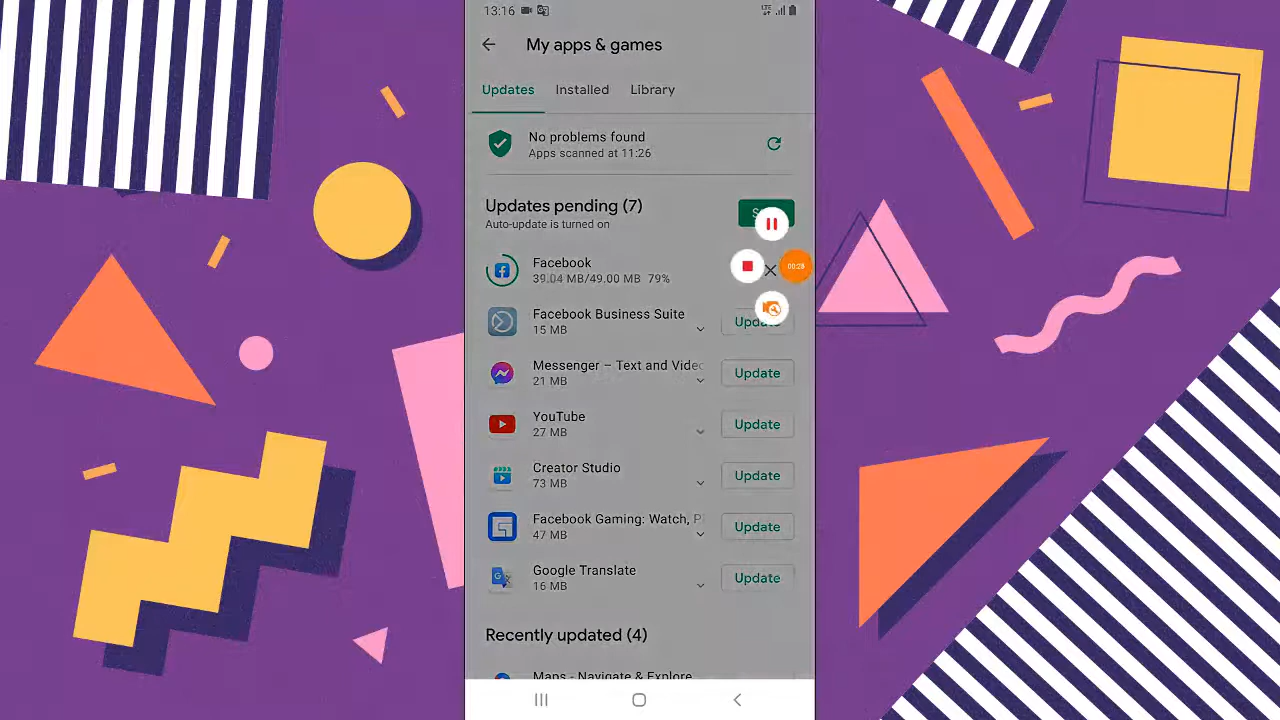 13:16
My apps & games
Updates Installed Library
No problems found
Apps scanned at 11:26
Updates pending (7)
Auto-update is turned on
Facebook
39.04 MB/49.00 MB 79%
00:28
Facebook Business Suite
15 MB
Update
Messenger – Text and Videc
21 MB
Update
YouTube
27 MB
Update
Creator Studio
73 MB
Update
Facebook Gaming: Watch, P
47 MB
Update
Google Translate
16 MB
Update
Recently updated (4)
Maps - Navigate & Explore